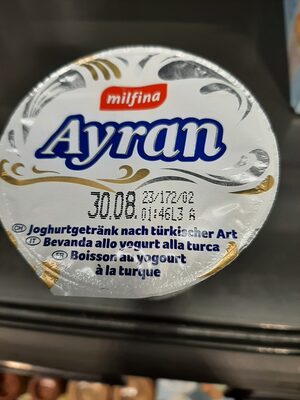 milfina
Ayran
30.08. 23/172/02
01:46L3 A
CH Joghurtgetränk nach türkischer Art
IT Bevanda allo yogurt alla turca
FR Boisson au yogourt
à la turque